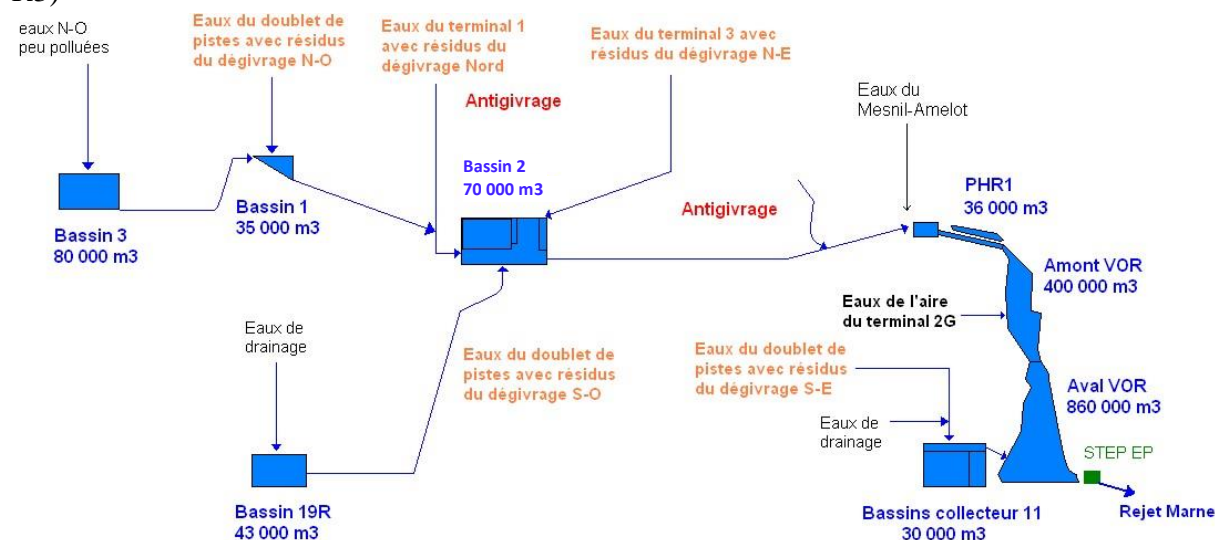 R3)
eaux N-O
peu polluées
Eaux du doublet de
pistes avec résidus
du dégivrage N-O
Eaux du terminal 1
avec résidus du
dégivrage Nord
Eaux du terminal 3 avec
résidus du dégivrage N-E
Antigivrage
Eaux du
Mesnil-Amelot
Bassin 3
80 000 m3
Bassin 1
35 000 m3
Bassin 2
70 000 m3
Antigivrage
PHR1
36 000 m3
Amont VOR
400 000 m3
Eaux de l'aire
du terminal 2G
Eaux de
drainage
Eaux du doublet de
pistes avec résidus
du dégivrage S-O
Eaux du doublet de
pistes avec résidus
du dégivrage S-E
Aval VOR
860 000 m3
Eaux de
drainage
STEP EP
Bassin 19R
43 000 m3
Bassins collecteur 11
30 000 m3
Rejet Marne